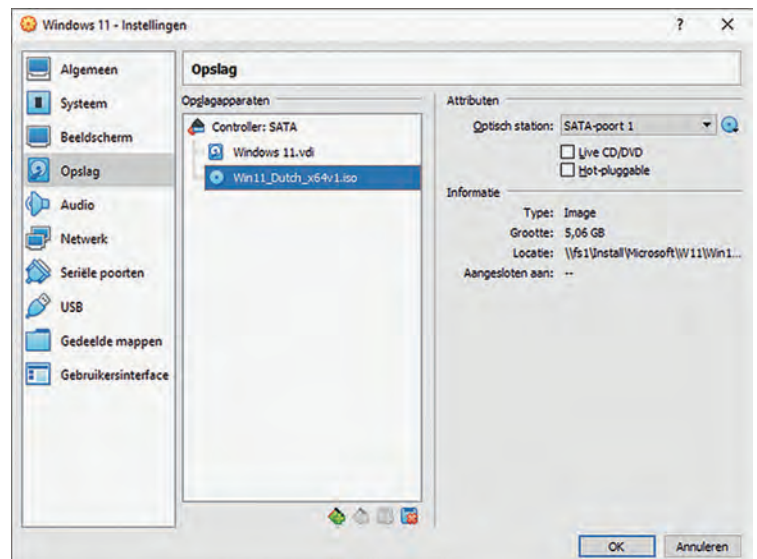 Windows 11 - Instellingen
?
Algemeen
Systeem
Beeldscherm
Opslag
Audio
Netwerk
Seriële poorten
USB
Gedeelde mappen
Gebruikersinterface
Opslag
Opslagapparaten
Controller: SATA
Windows 11.vdi
Win11_Dutch_x64v1.iso
Attributen
Optisch station: SATA-poort 1
Live CD/DVD
Hot-pluggable
Informatie
Type: Image
Grootte: 5,06 GB
Locatie: \\fs1\Install\Microsoft\W11\Win1...
Aangesloten aan: --
OK Annuleren